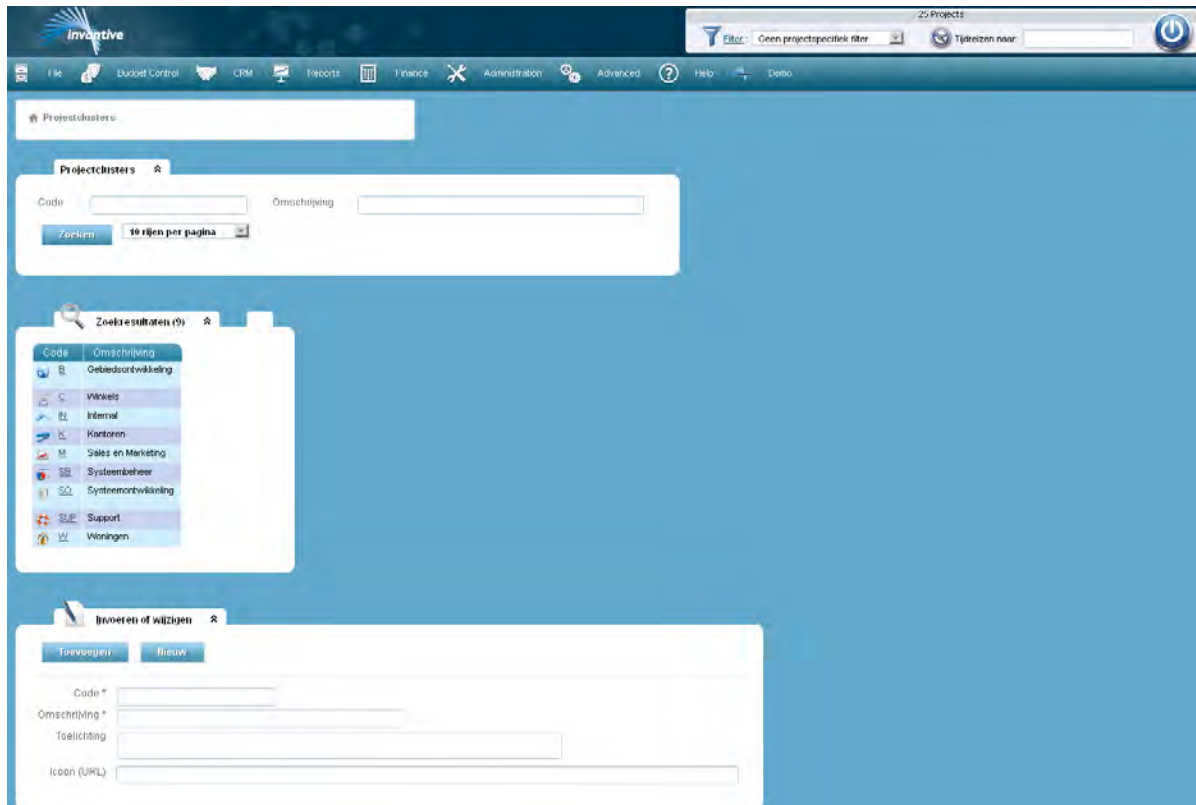 invantive
25 Projects
Filter: Geen projectspecifiek filter
Tijdreizen naar:
File Budget Control CRM Reports Finance Administration Advanced Help Demo
Projectclusters
Projectclusters
Code Omschrijving
Zoeken 10 rijen per pagina
Zoekresultaten (9)
Code Omschrijving
B Gebiedsontwikkeling
C Winkels
IN Internal
K Kantoren
M Sales en Marketing
SB Systeembeheer
SO Systeemontwikkeling
SUP Support
W Woningen
Invoeren of wijzigen
Toevoegen Nieuw
Code *
Omschrijving *
Toelichting
Icoon (URL)